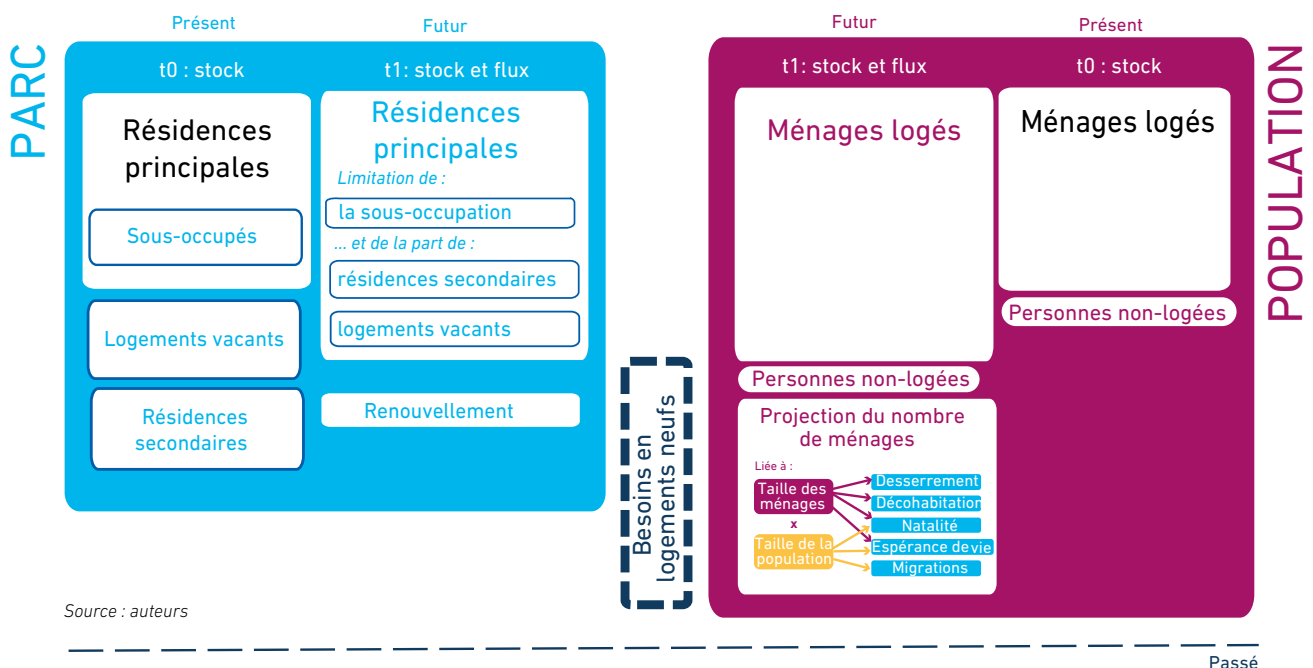 PARC
Présent
Futur
t0 : stock
t1: stock et flux
Résidences
principales
Sous-occupés
Logements vacants
Résidences
secondaires
Résidences
principales
Limitation de :
la sous-occupation
... et de la part de :
résidences secondaires
logements vacants
Renouvellement
Besoins en
logements neufs
Futur
Présent
t1: stock et flux
t0 : stock
Ménages logés
Personnes non-logées
Projection du nombre
de ménages
Liée à :
Taille des
ménages
x
Taille de la
population
Desserrement
Décohabitation
Natalité
Espérance de vie
Migrations
Ménages logés
Personnes non-logées
POPULATION
Source : auteurs
Passé